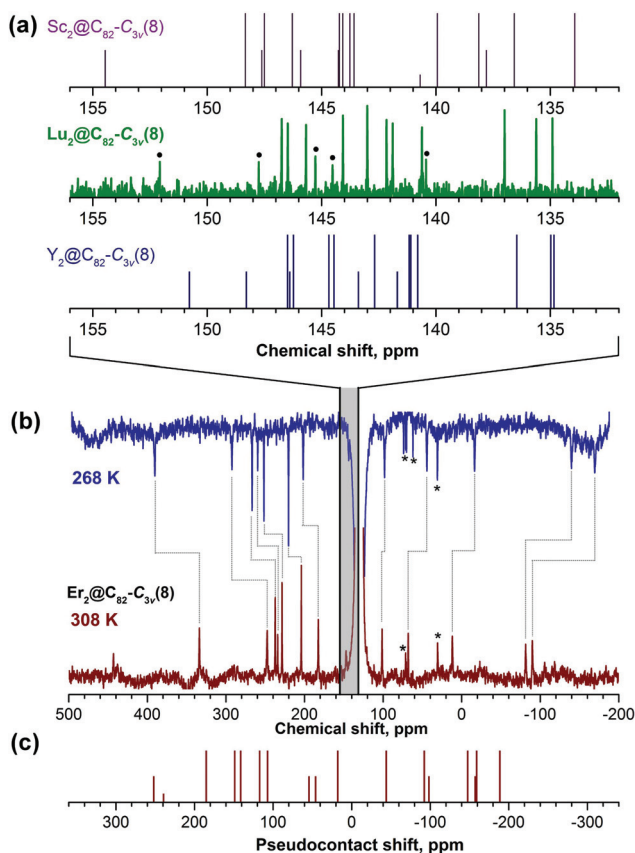 (a)
Sc2@C82-C3v(8)
155 150 145 140 135
Lu2@C82-C3v(8)
155 150 145 140 135
Y2@C82-C3v(8)
155 150 145 140 135
Chemical shift, ppm
(b)
268 K
* * *
Er2@C82-C3v(8)
308 K
* *
500 400 300 200 100 0 -100 -200
Chemical shift, ppm
(c)
300 200 100 0 -100 -200 -300
Pseudocontact shift, ppm